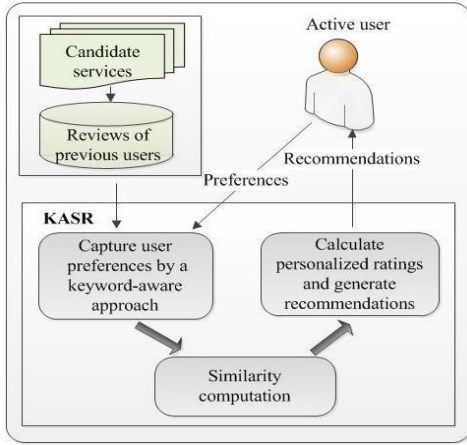 Candidate
services
Reviews of
previous users
Active user
Preferences
Recommendations
KASR
Capture user
preferences by a
keyword-aware
approach
Calculate
personalized ratings
and generate
recommendations
Similarity
computation